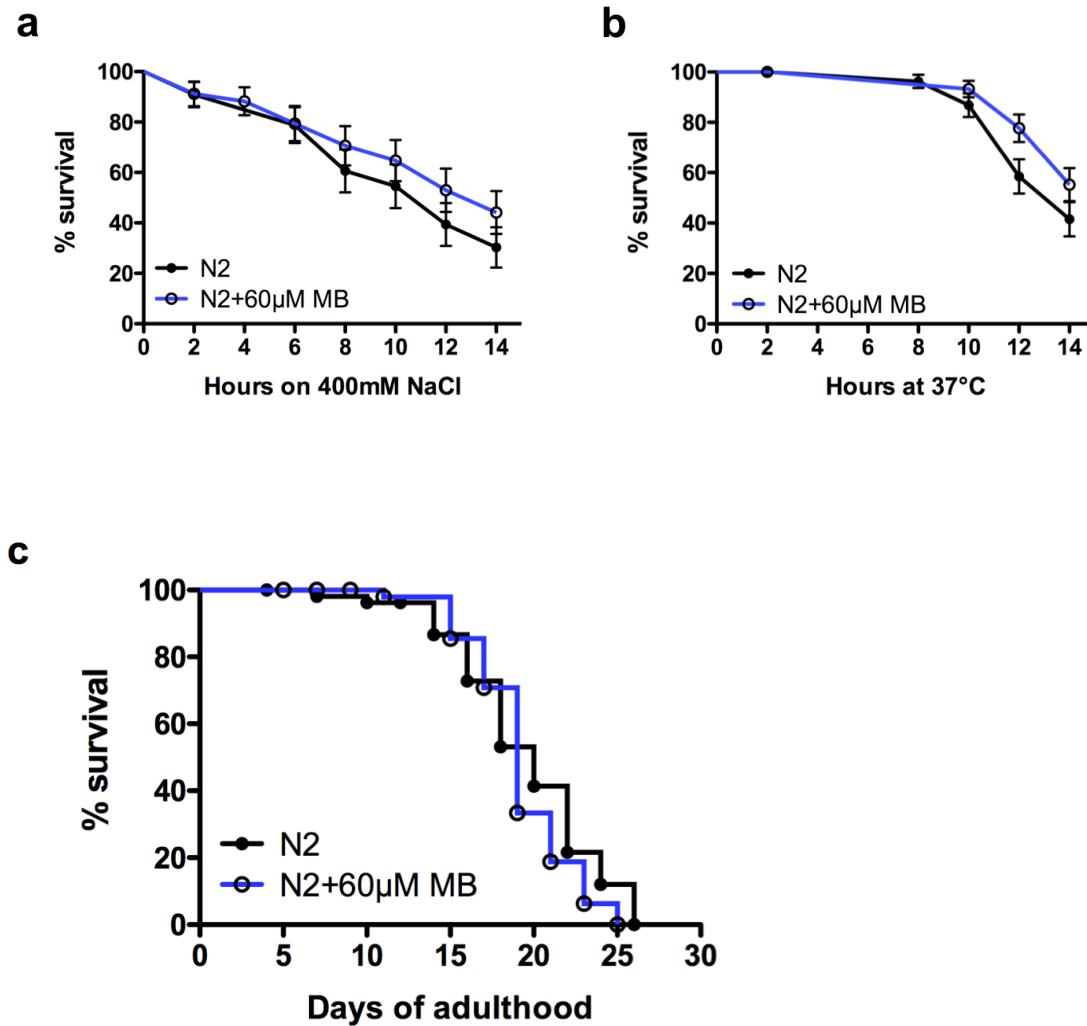 a
100
80
60
40
20
0
% survival
N2
N2+60µM MB
0 2 4 6 8 10 12 14
Hours on 400mM NaCl
b
100
80
60
40
20
0
% survival
N2
N2+60µM MB
0 2 4 6 8 10 12 14
Hours at 37°C
c
100
80
60
40
20
0
% survival
N2
N2+60µM MB
0 5 10 15 20 25 30
Days of adulthood